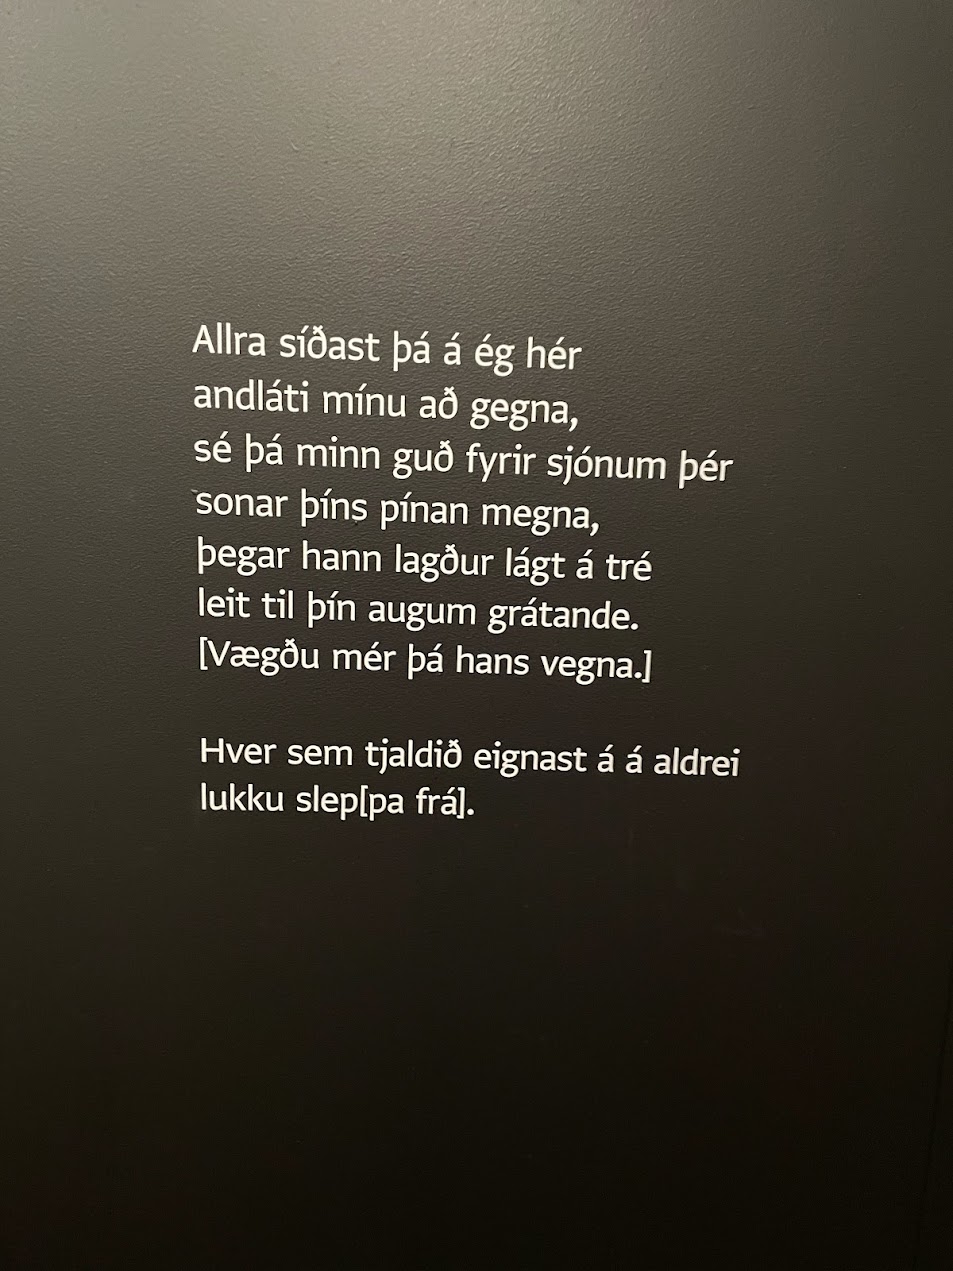 Allra síðast þá á ég hér
andláti mínu að gegna,
sé þá minn guð fyrir sjónum þér
sonar þíns pínan megna,
þegar hann lagður lágt á tré
leit til þín augum grátande.
[Vægðu mér þá hans vegna.]
Hver sem tjaldið eignast á á aldrei
lukku slep[pa frá].